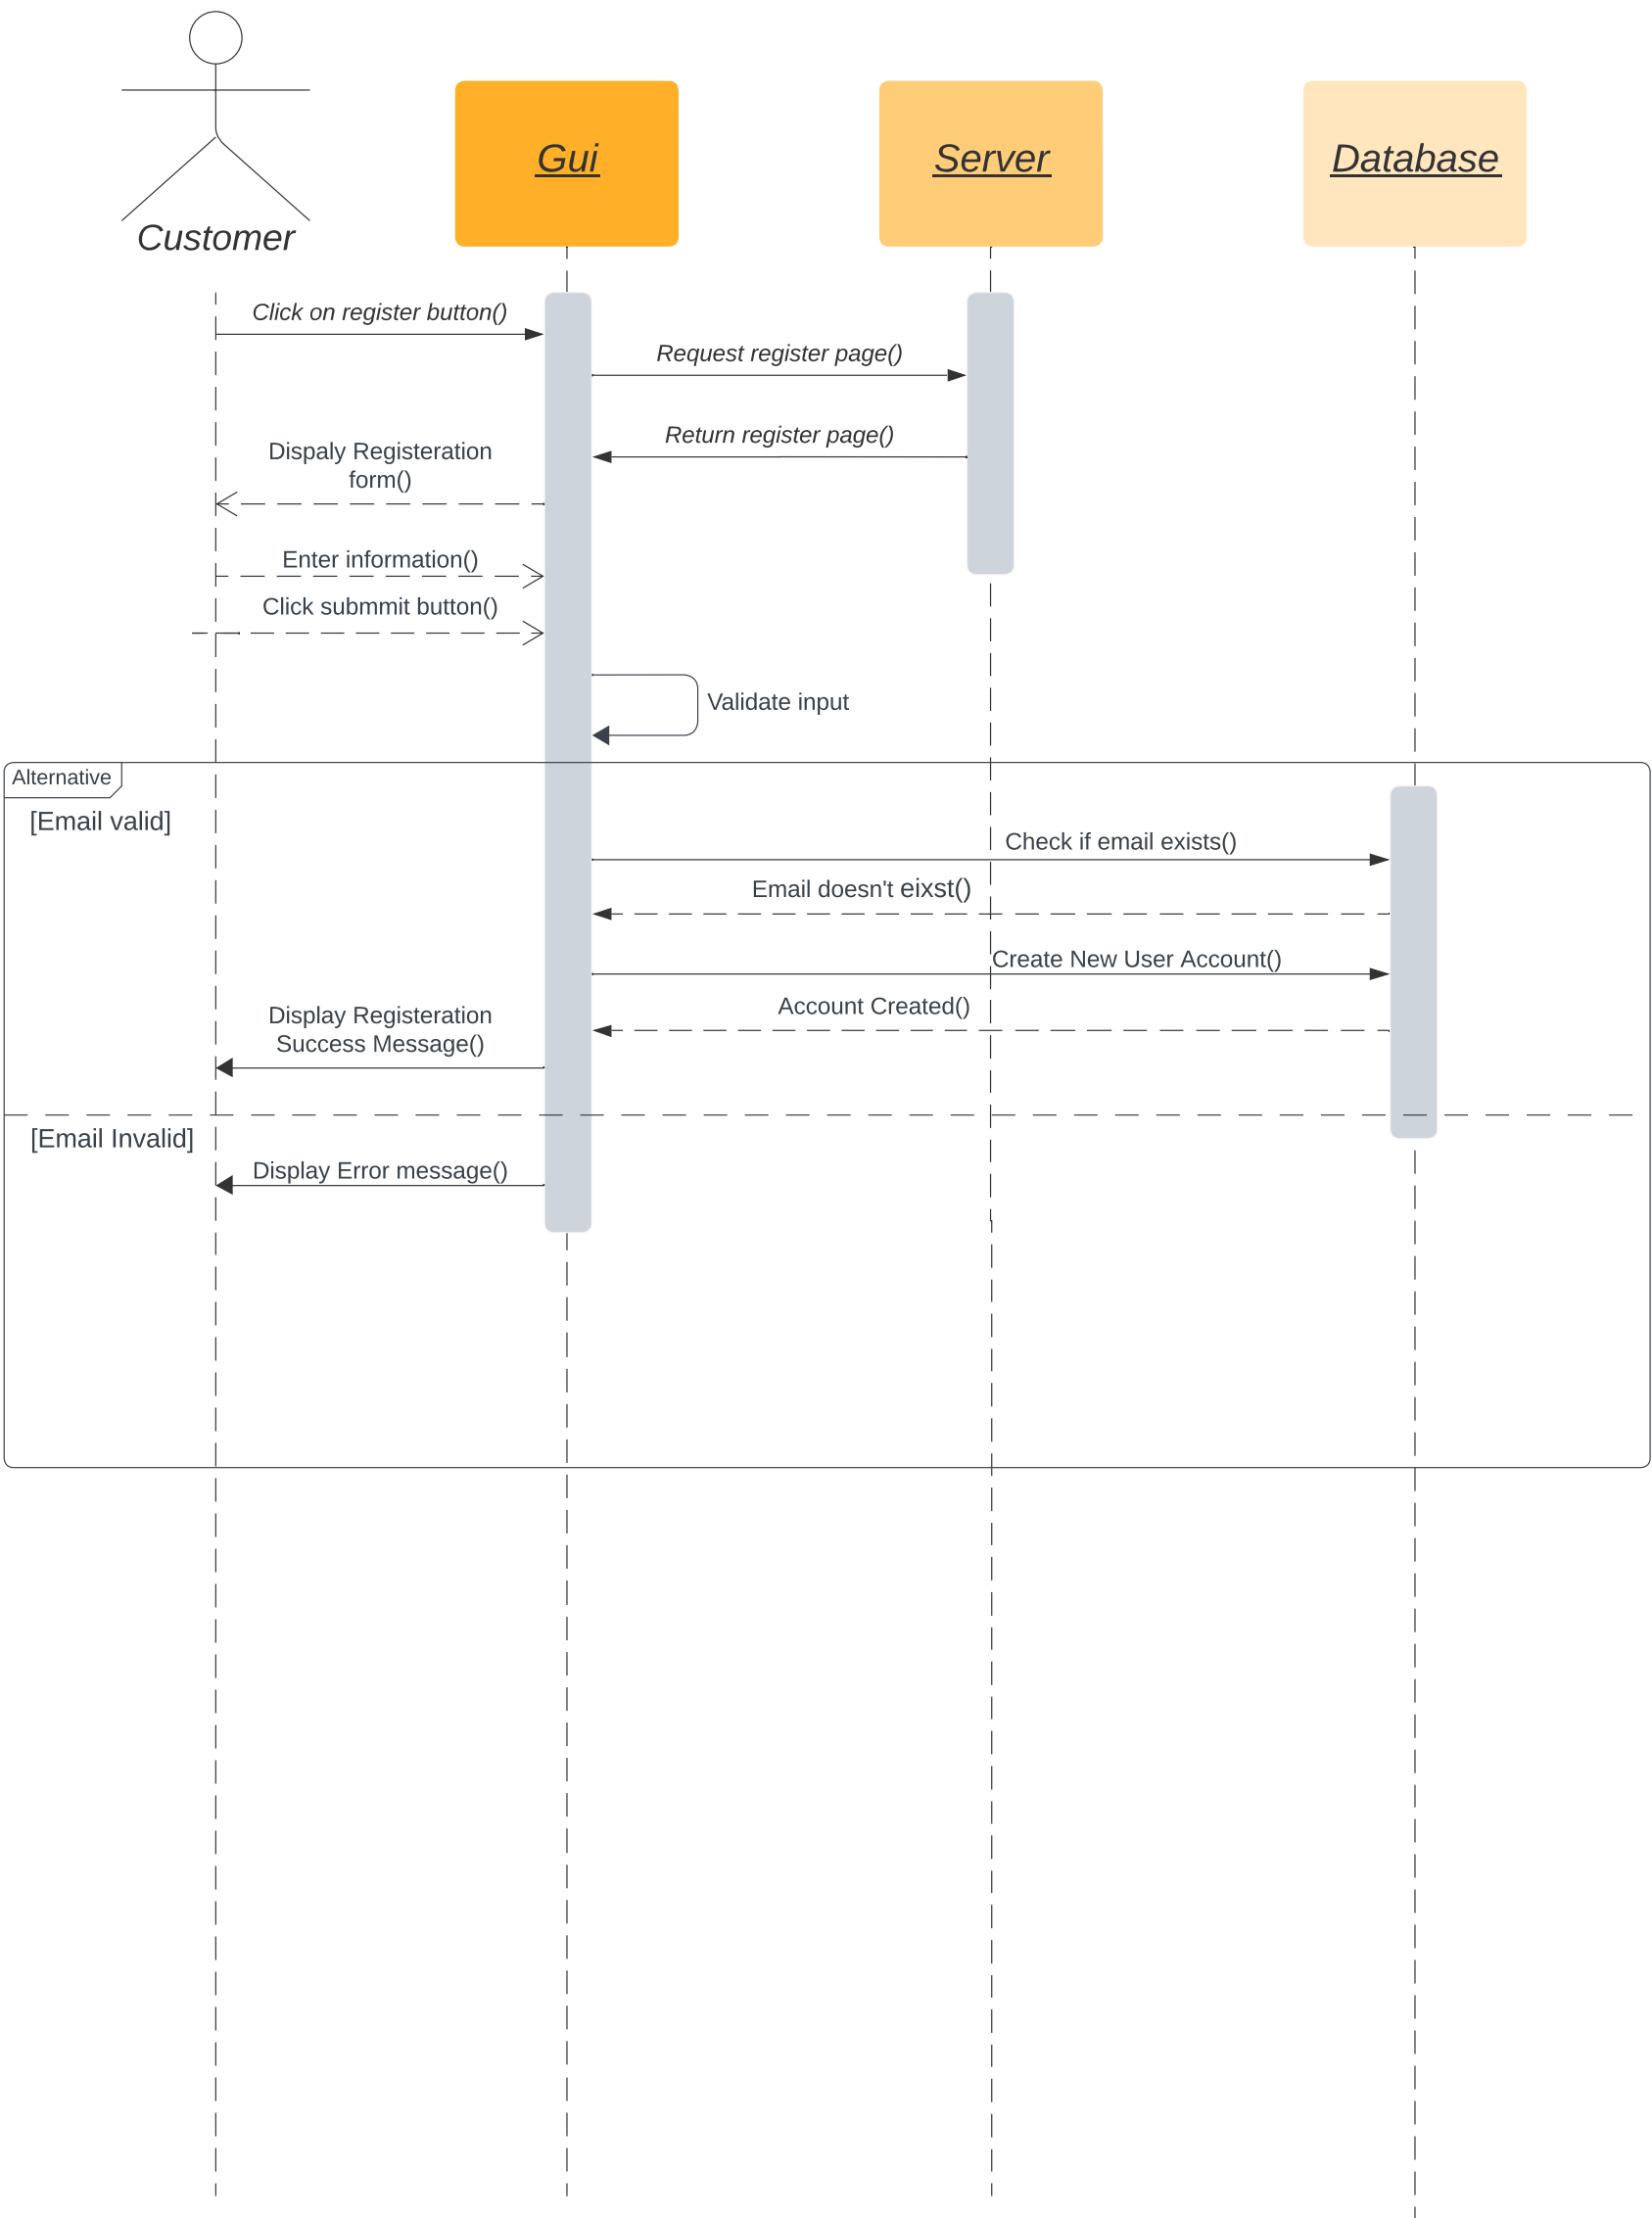 Customer
Gui
Server
Database
Click on register button()
Request register page()
Return register page()
Dispaly Registeration
form()
Enter information()
Click submmit button()
Validate input
Alternative
[Email valid]
Check if email exists()
Email doesn't eixst()
Create New User Account()
Account Created()
Display Registeration
Success Message()
[Email Invalid]
Display Error message()